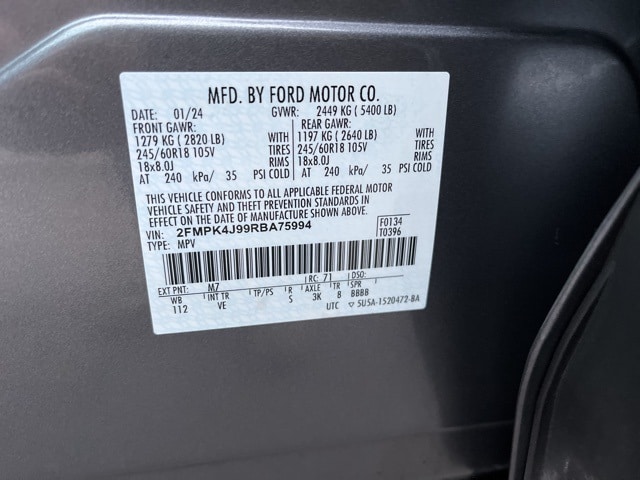 MFD. BY FORD MOTOR CO.
DATE: 01/24 GVWR: 2449 KG ( 5400 LB)
FRONT GAWR: REAR GAWR:
1279 KG ( 2820 LB) WITH 1197 KG ( 2640 LB) WITH
245/60R18 105V TIRES 245/60R18 105V TIRES
18x8.0J RIMS 18x8.0J RIMS
AT 240 kPa/ 35 PSI COLD AT 240 kPa/ 35 PSI COLD
THIS VEHICLE CONFORMS TO ALL APPLICABLE FEDERAL MOTOR
VEHICLE SAFETY AND THEFT PREVENTION STANDARDS IN
EFFECT ON THE DATE OF MANUFACTURE SHOWN ABOVE.
VIN: 2FMPK4J99RBA75994 F0134
TYPE: MPV T0396
EXT PNT: M7 RC: 71 DSO:
WB INT TR TP/PS R AXLE TR SPR
112 VE S 3K 8 BBBB
UTC ▽ 5U5A-1520472-BA